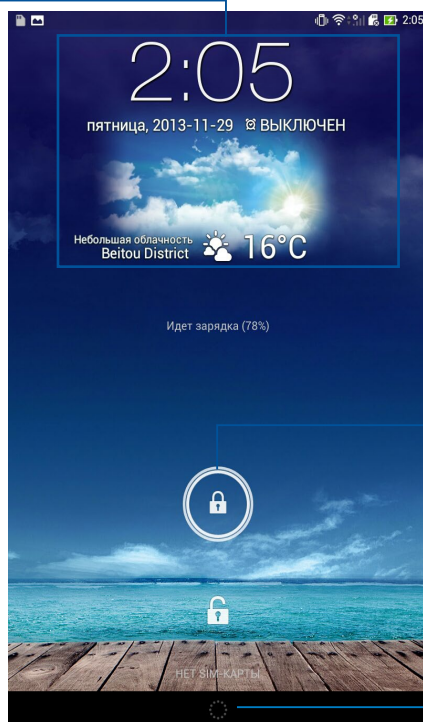 2:05
2:05
пятница, 2013-11-29 ВЫКЛЮЧЕН
Небольшая облачность
Beitou District
16°C
Идет зарядка (78%)
НЕТ SIM-КАРТЫ